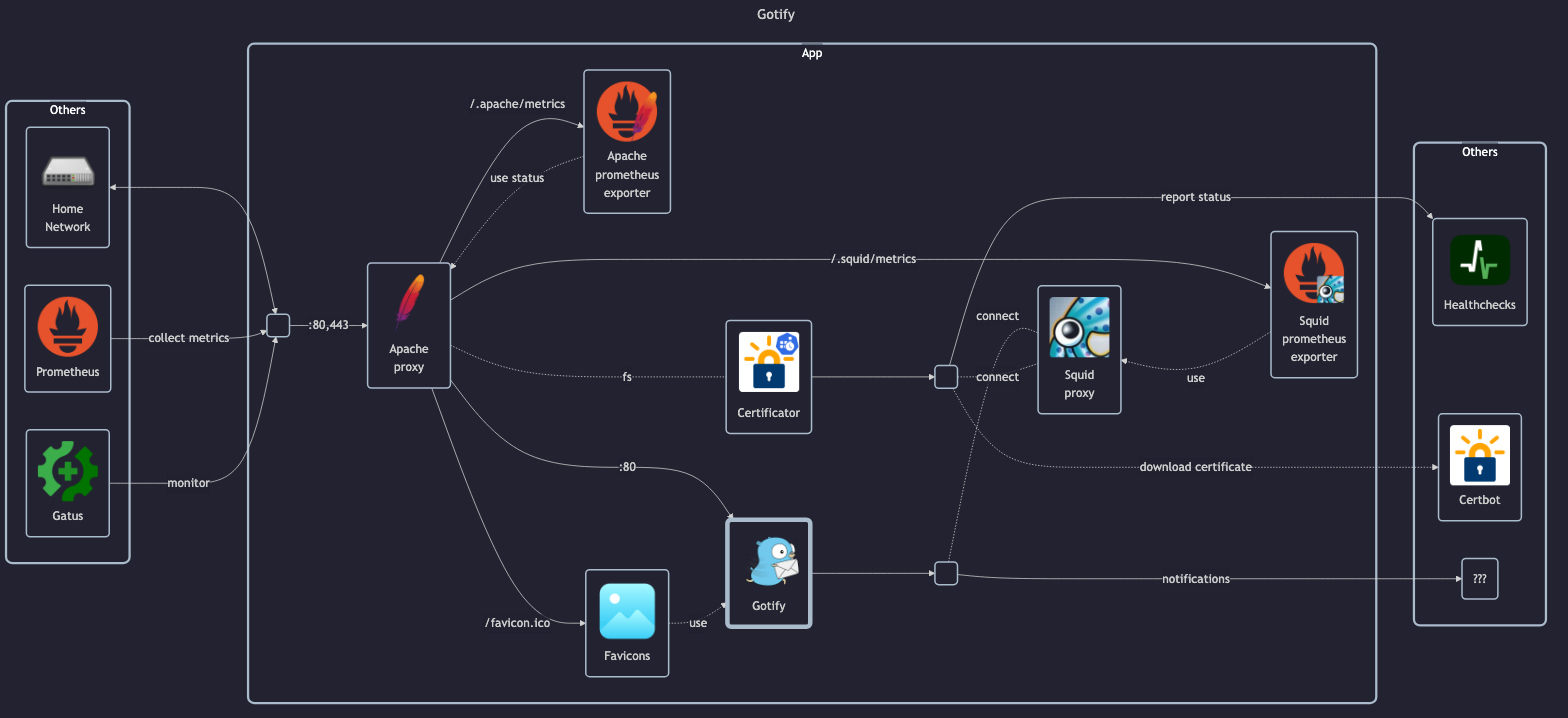 Gotify
App
Others
Home
Network
Prometheus
Gatus
collect metrics
monitor
:80,443
Apache
proxy
/.apache/metrics
use status
Apache
prometheus
exporter
/.squid/metrics
fs
:80
/favicon.ico
Favicons
use
Certificator
Gotify
connect
connect
Squid
proxy
use
Squid
prometheus
exporter
report status
download certificate
notifications
Others
Healthchecks
Certbot
???